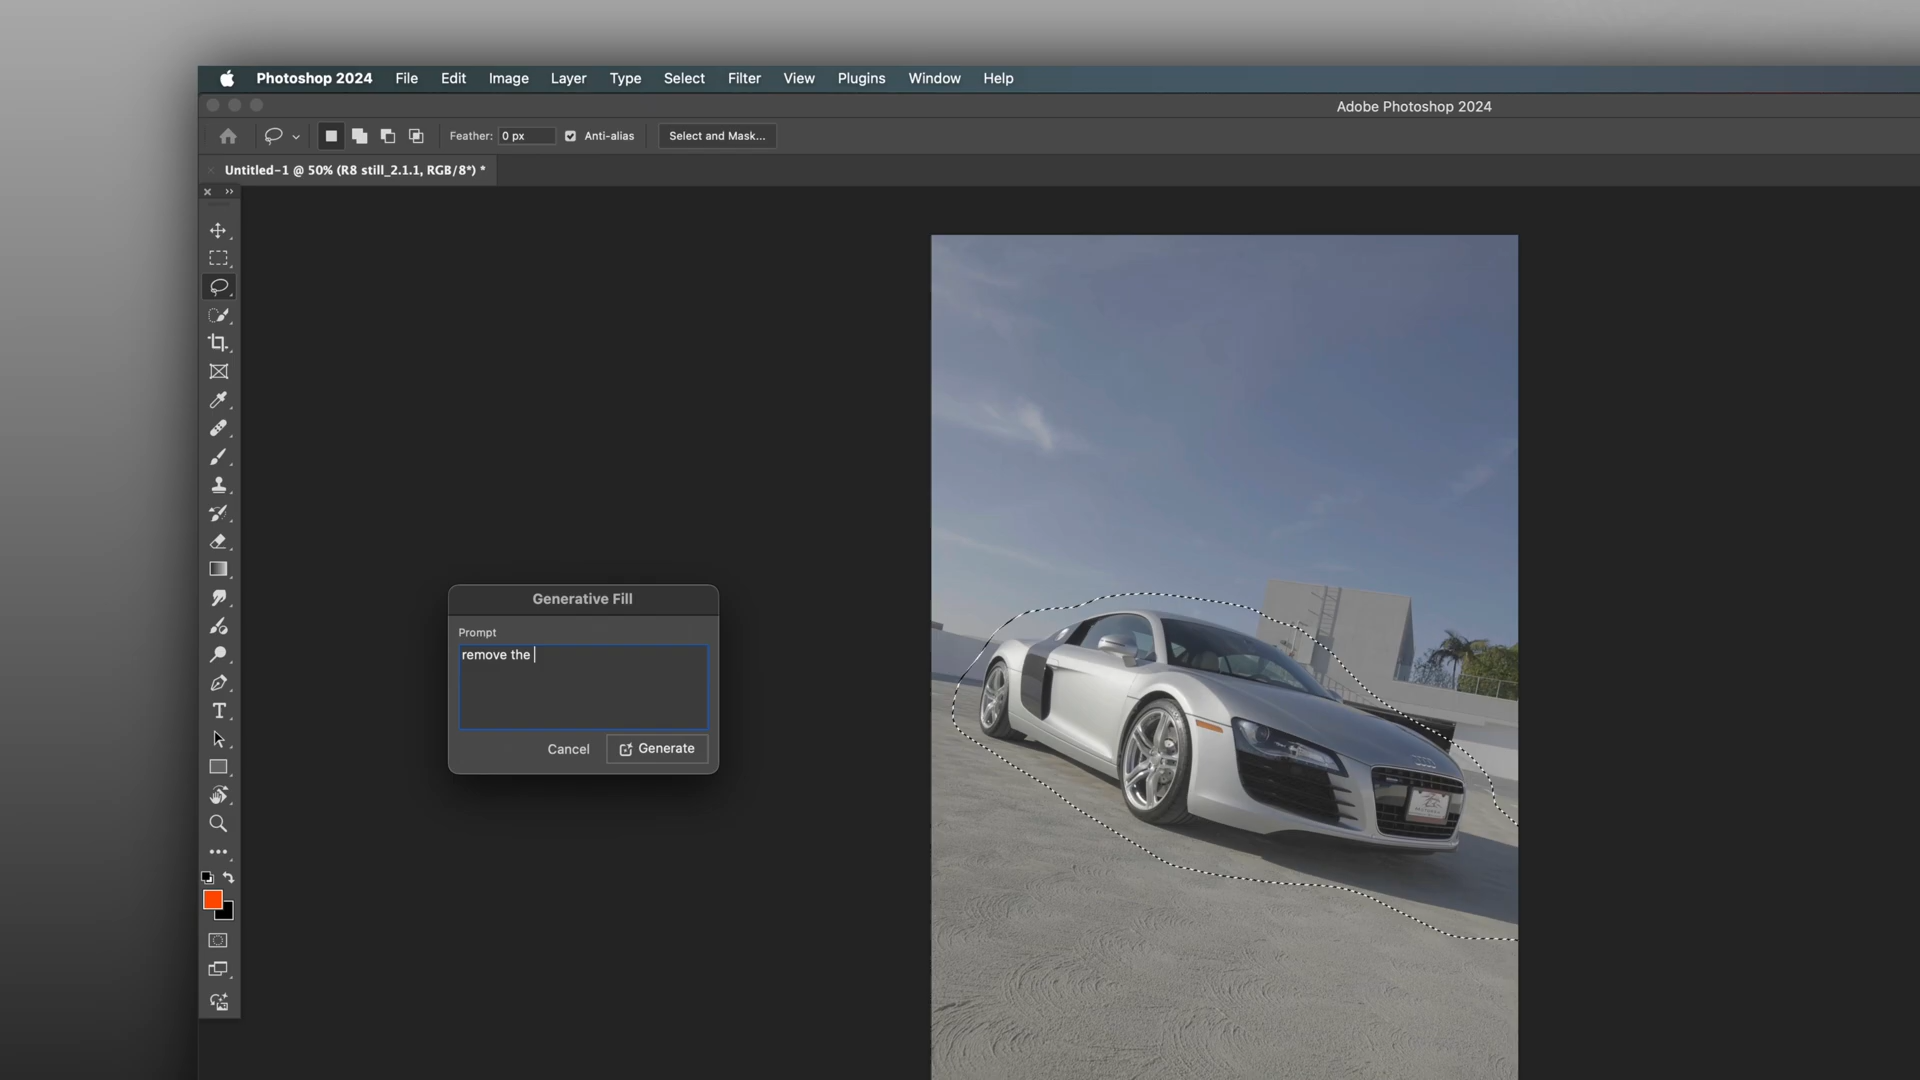 Photoshop 2024 File Edit Image Layer Type Select Filter View Plugins Window Help
Adobe Photoshop 2024
Feather: 0 px Anti-alias Select and Mask...
Untitled-1 @ 50% (R8 still_2.1.1, RGB/8*) *
Generative Fill
Prompt
remove the
Cancel Generate